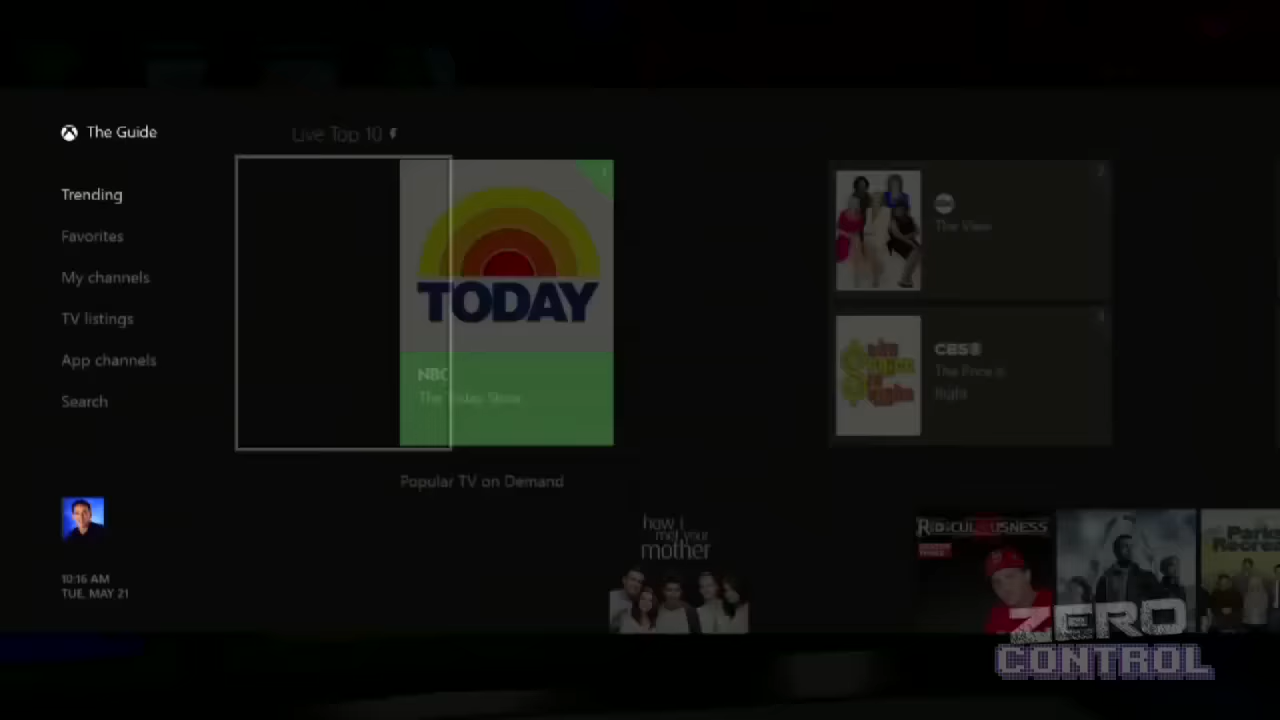 The Guide
Live Top 10
Trending
Favorites
My channels
TV listings
App channels
Search
10:16 AM
TUE, MAY 21
TODAY
NBC
The Today Show
The View
CBS
The Price is
Right
Popular TV on Demand
how i
met your
mother
RIDICULOUSNESS
Parks
Recrea
ZERO
CONTROL